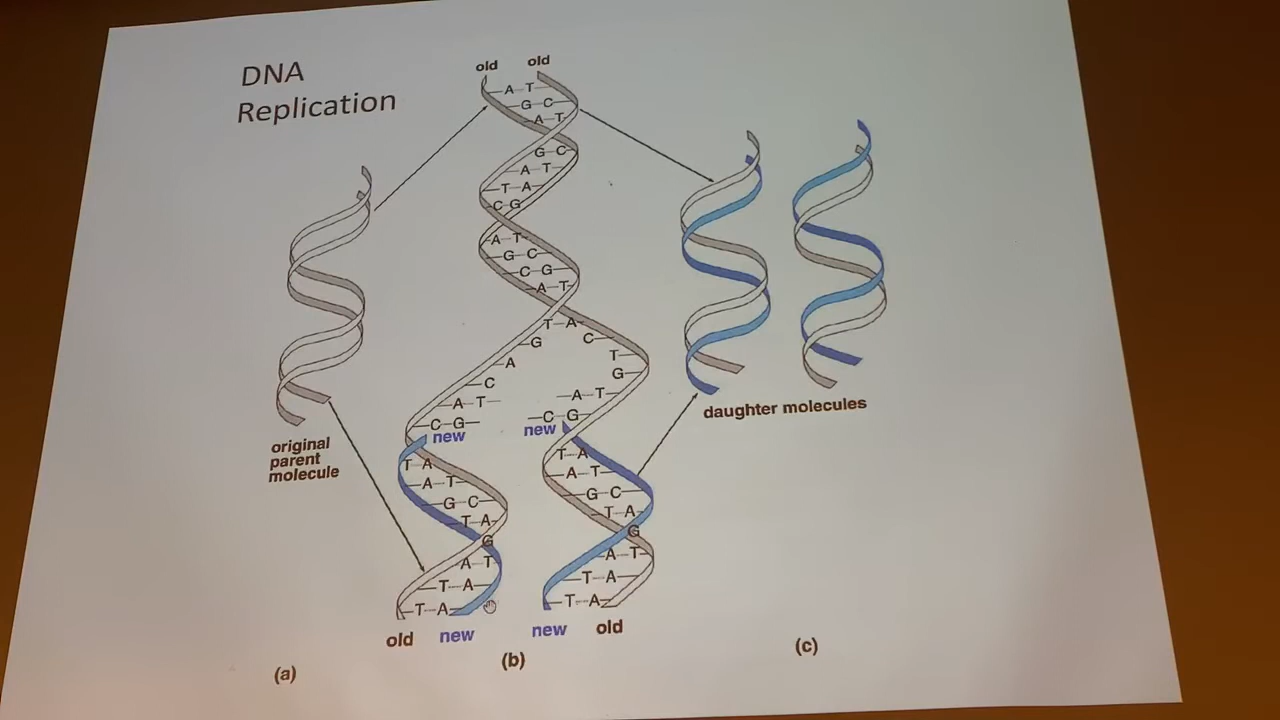 DNA
Replication
old old
A T
G C
A T
G C
A T
T A
C G
A T
G C
C G
A T
T A
G C
A T
C G
A T A T
C G C G
new new
T A T A
A T A T
G C G C
T A T A
G G
A T A T
T A T A
T A T A
old new new old
original
parent
molecule
daughter molecules
(a)
(b)
(c)